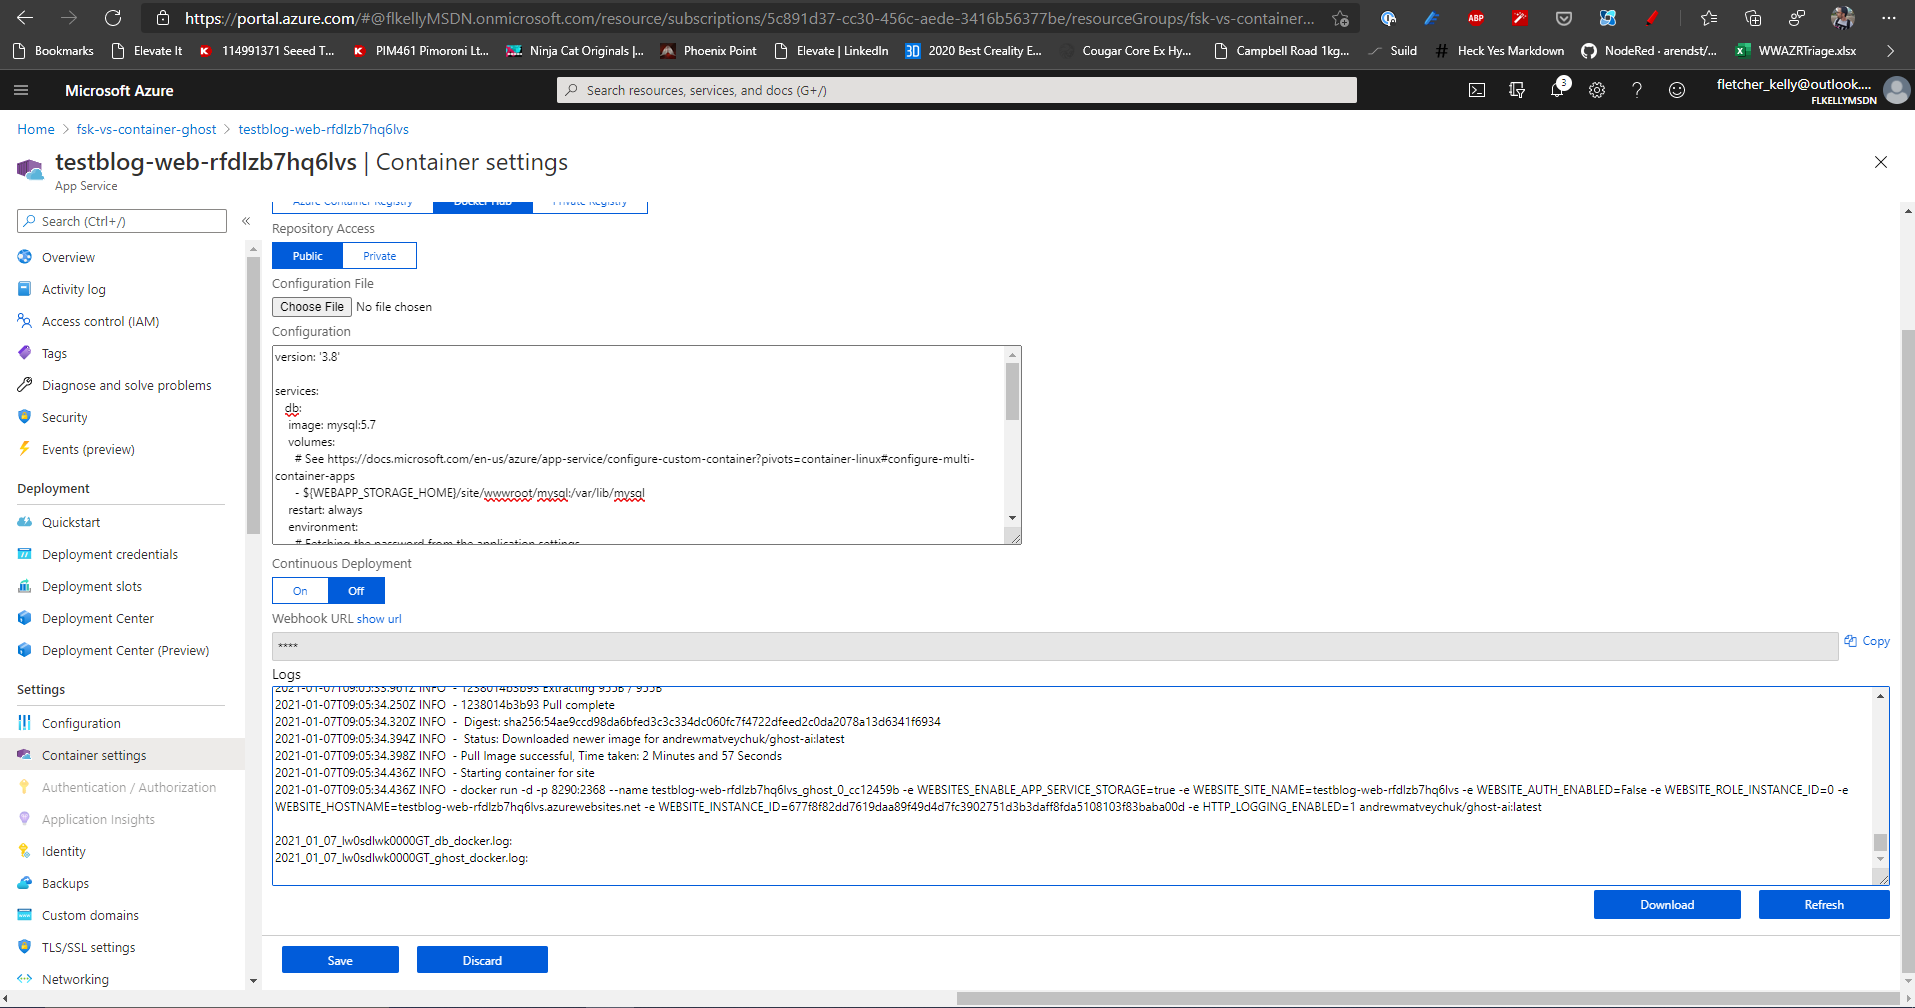 https://portal.azure.com/#@flkellyMSDN.onmicrosoft.com/resource/subscriptions/5c891d37-cc30-456c-aede-3416b56377be/resourceGroups/fsk-vs-container...
ABP
Bookmarks
Elevate It
114991371 Seeed T...
PIM461 Pimoroni Lt...
Ninja Cat Originals |...
Phoenix Point
Elevate | LinkedIn
3D 2020 Best Creality E...
Cougar Core Ex Hy...
Campbell Road 1kg...
Suild
# Heck Yes Markdown
NodeRed · arendst/...
WWAZRTriage.xlsx
Microsoft Azure
Search resources, services, and docs (G+/)
3
fletcher_kelly@outlook....
FLKELLYMSDN
Home > fsk-vs-container-ghost > testblog-web-rfdlzb7hq6lvs
testblog-web-rfdlzb7hq6lvs | Container settings
App Service
Search (Ctrl+/)
«
Overview
Activity log
Access control (IAM)
Tags
Diagnose and solve problems
Security
Events (preview)
Deployment
Quickstart
Deployment credentials
Deployment slots
Deployment Center
Deployment Center (Preview)
Settings
Configuration
Container settings
Authentication / Authorization
Application Insights
Identity
Backups
Custom domains
TLS/SSL settings
Networking
Azure Container Registry
Docker Hub
Private Registry
Repository Access
Public
Private
Configuration File
Choose File No file chosen
Configuration
version: '3.8'
services:
db:
image: mysql:5.7
volumes:
# See https://docs.microsoft.com/en-us/azure/app-service/configure-custom-container?pivots=container-linux#configure-multi-
container-apps
- ${WEBAPP_STORAGE_HOME}/site/wwwroot/mysql:/var/lib/mysql
restart: always
environment:
# Fetching the password from the application settings
Continuous Deployment
On
Off
Webhook URL show url
****
Copy
Logs
2021-01-07T09:05:33.961Z INFO - 1238014b3b93 Extracting 955B / 955B
2021-01-07T09:05:34.250Z INFO - 1238014b3b93 Pull complete
2021-01-07T09:05:34.320Z INFO - Digest: sha256:54ae9ccd98da6bfed3c3c334dc060fc7f4722dfeed2c0da2078a13d6341f6934
2021-01-07T09:05:34.394Z INFO - Status: Downloaded newer image for andrewmatveychuk/ghost-ai:latest
2021-01-07T09:05:34.398Z INFO - Pull Image successful, Time taken: 2 Minutes and 57 Seconds
2021-01-07T09:05:34.436Z INFO - Starting container for site
2021-01-07T09:05:34.436Z INFO - docker run -d -p 8290:2368 --name testblog-web-rfdlzb7hq6lvs_ghost_0_cc12459b -e WEBSITES_ENABLE_APP_SERVICE_STORAGE=true -e WEBSITE_SITE_NAME=testblog-web-rfdlzb7hq6lvs -e WEBSITE_AUTH_ENABLED=False -e WEBSITE_ROLE_INSTANCE_ID=0 -e
WEBSITE_HOSTNAME=testblog-web-rfdlzb7hq6lvs.azurewebsites.net -e WEBSITE_INSTANCE_ID=677f8f82dd7619daa89f49d4d7fc3902751d3b3daff8fda5108103f83baba00d -e HTTP_LOGGING_ENABLED=1 andrewmatveychuk/ghost-ai:latest
2021_01_07_lw0sdlwk0000GT_db_docker.log:
2021_01_07_lw0sdlwk0000GT_ghost_docker.log:
Download
Refresh
Save
Discard